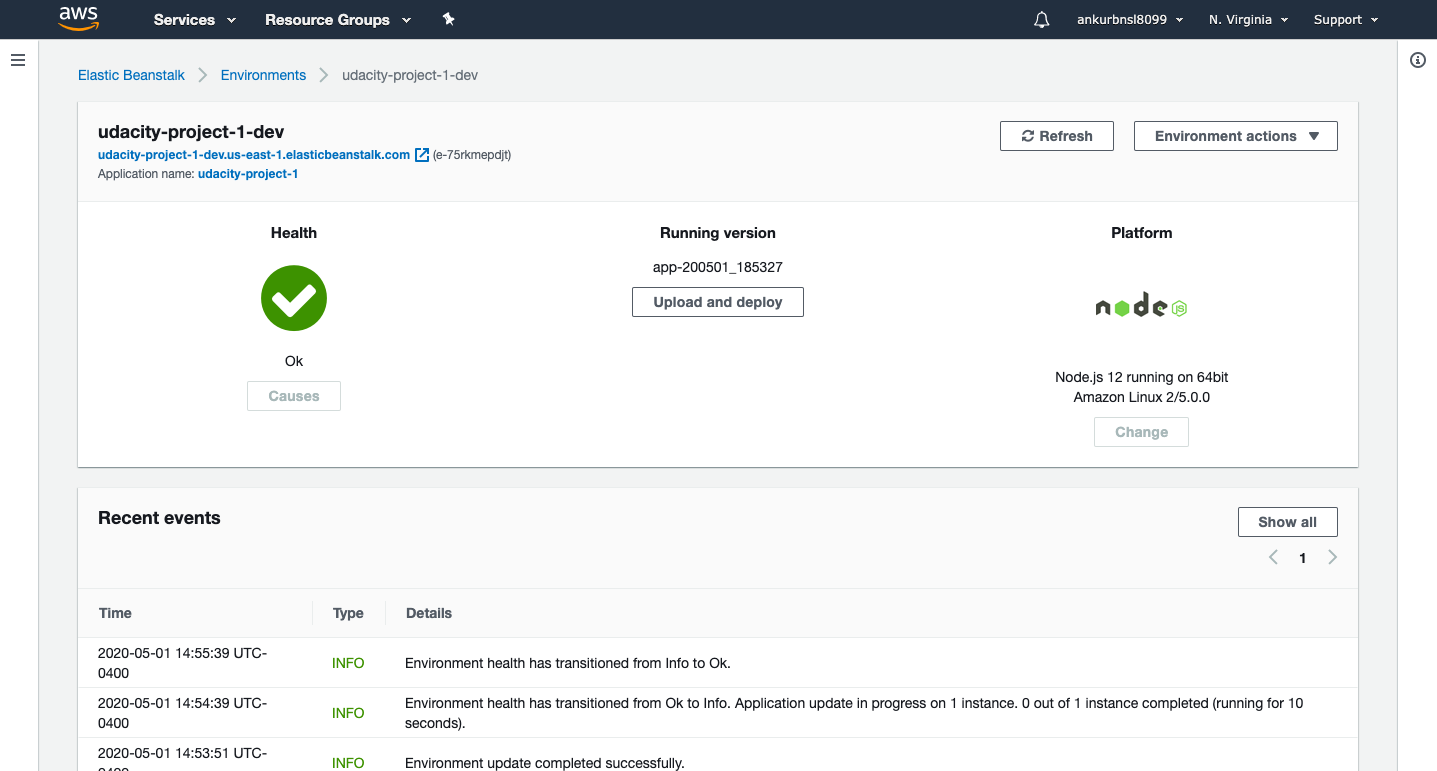 aws Services Resource Groups ankurbnsl8099 N. Virginia Support
Elastic Beanstalk Environments udacity-project-1-dev
udacity-project-1-dev
Refresh Environment actions
udacity-project-1-dev.us-east-1.elasticbeanstalk.com (e-75rkmepdjt)
Application name: udacity-project-1
Health
Ok
Causes
Running version
app-200501_185327
Upload and deploy
Platform
node JS
Node.js 12 running on 64bit
Amazon Linux 2/5.0.0
Change
Recent events
Show all
1
Time Type Details
2020-05-01 14:55:39 UTC-
0400
INFO
Environment health has transitioned from Info to Ok.
2020-05-01 14:54:39 UTC-
0400
INFO
Environment health has transitioned from Ok to Info. Application update in progress on 1 instance. 0 out of 1 instance completed (running for 10
seconds).
2020-05-01 14:53:51 UTC-
INFO
Environment update completed successfully.